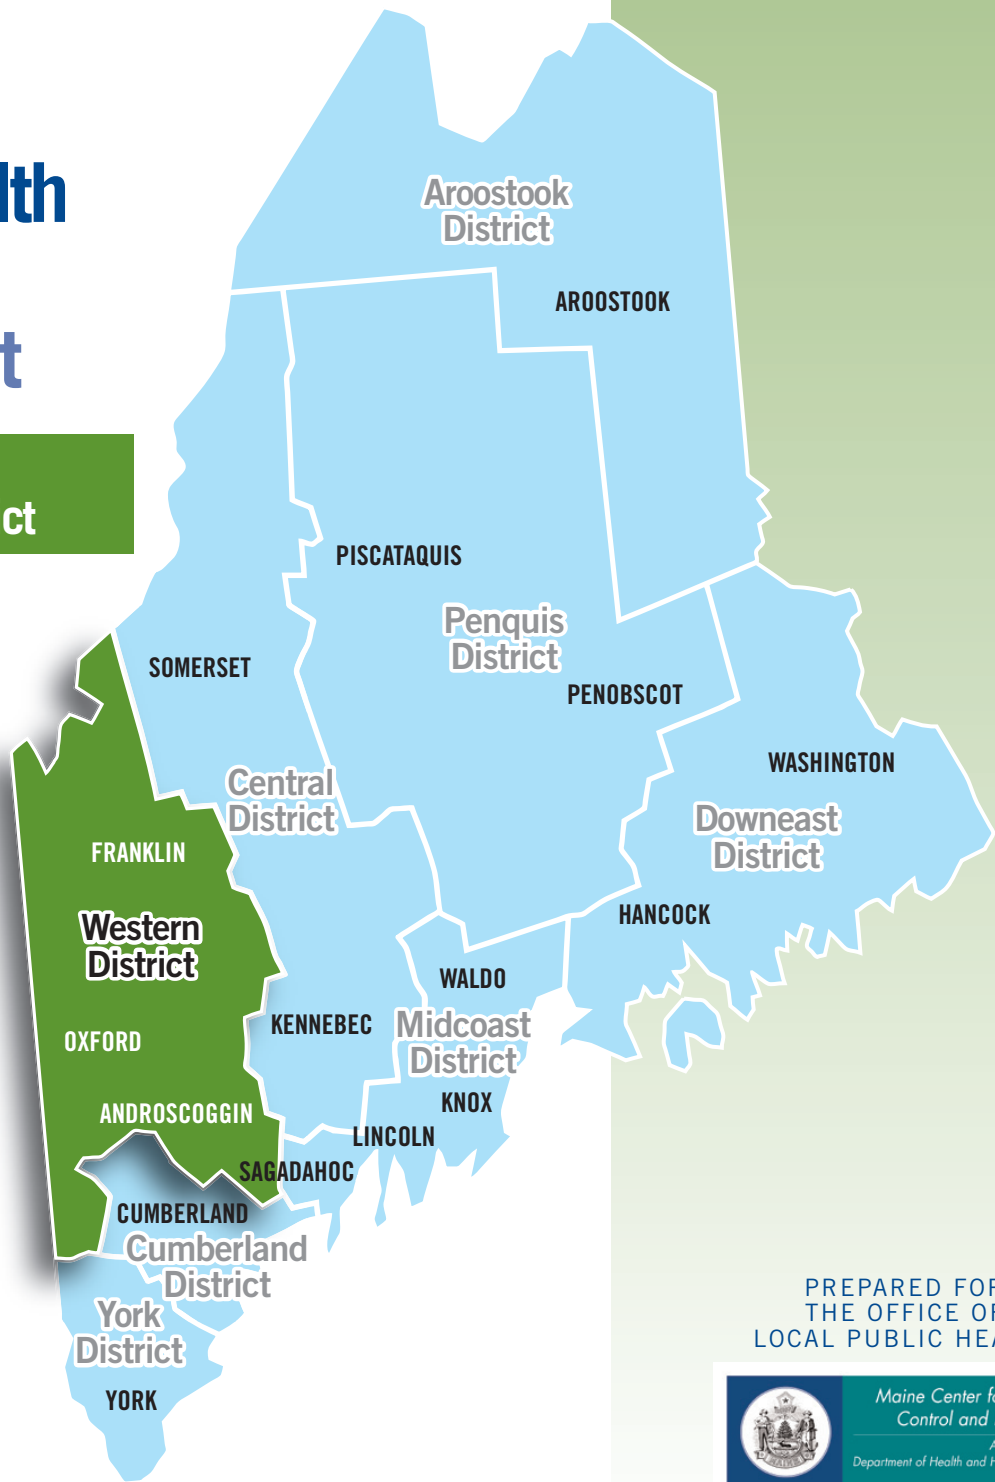 lth
t
ct
Aroostook
District
AROOSTOOK
PISCATAQUIS
Penquis
District
SOMERSET
PENOBSCOT
WASHINGTON
Central
District
Downeast
District
FRANKLIN
HANCOCK
Western
District
WALDO
KENNEBEC
Midcoast
District
OXFORD
KNOX
ANDROSCOGGIN
LINCOLN
SAGADAHOC
CUMBERLAND
Cumberland
District
York
District
YORK
PREPARED FOR
THE OFFICE OF
LOCAL PUBLIC HEA
Maine Center fo
Control and
A
Department of Health and H